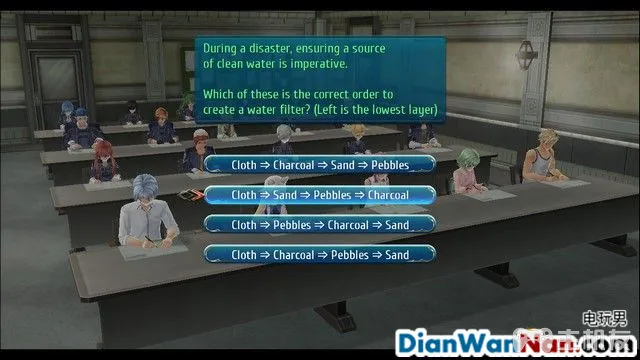 During a disaster, ensuring a source
of clean water is imperative.
Which of these is the correct order to
create a water filter? (Left is the lowest layer)
Cloth ⇒ Charcoal ⇒ Sand ⇒ Pebbles
Cloth ⇒ Sand ⇒ Pebbles ⇒ Charcoal
Cloth ⇒ Pebbles ⇒ Charcoal ⇒ Sand
Cloth ⇒ Charcoal ⇒ Pebbles ⇒ Sand
电玩男
DianWanNan.com